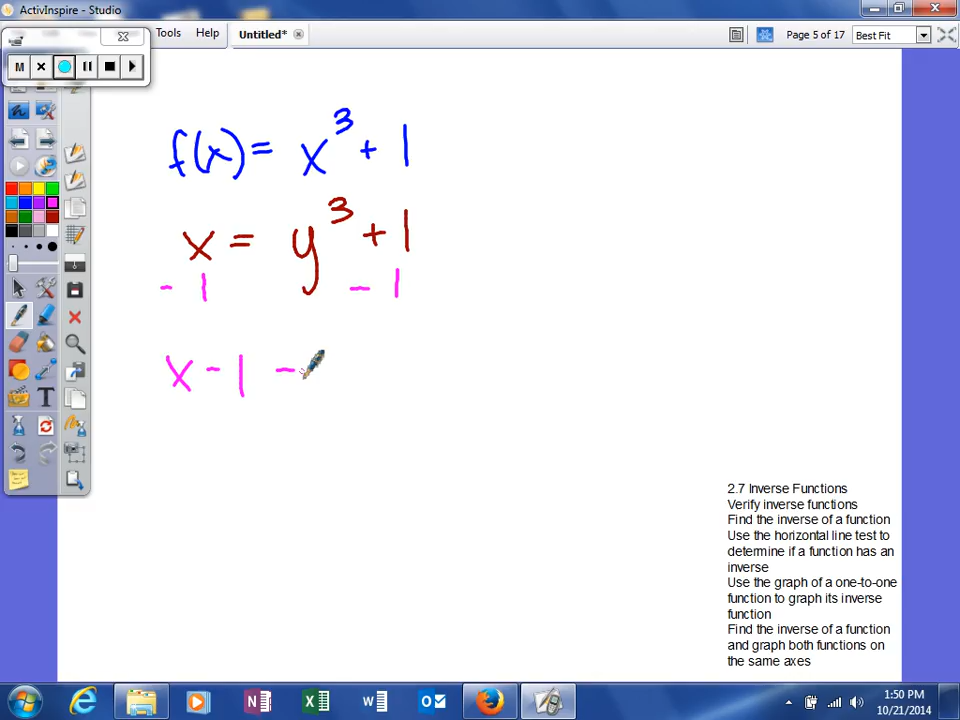 ActivInspire - Studio
M
Tools Help Untitled* Page 5 of 17 Best Fit
f(x) = x³ + 1
x = y³ + 1
- 1 - 1
x - 1 -
T
2.7 Inverse Functions
Verify inverse functions
Find the inverse of a function
Use the horizontal line test to
determine if a function has an
inverse
Use the graph of a one-to-one
function to graph its inverse
function
Find the inverse of a function
and graph both functions on
the same axes
1:50 PM
10/21/2014